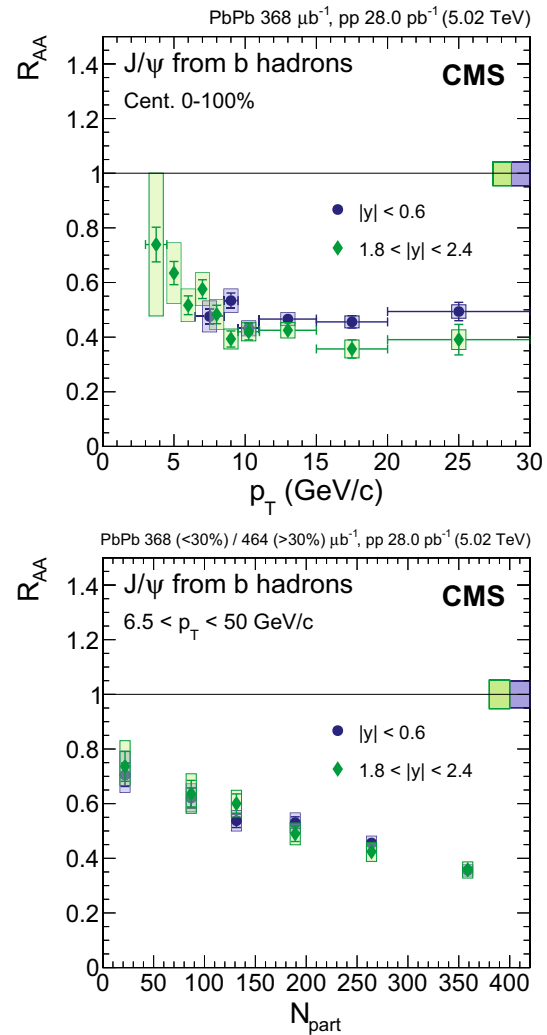 PbPb 368 μb⁻¹, pp 28.0 pb⁻¹ (5.02 TeV)
R_AA
1.4
1.2
1
0.8
0.6
0.4
0.2
0
J/ψ from b hadrons
CMS
Cent. 0-100%
|y| < 0.6
1.8 < |y| < 2.4
0 5 10 15 20 25 30
p_T (GeV/c)
PbPb 368 (<30%) / 464 (>30%) μb⁻¹, pp 28.0 pb⁻¹ (5.02 TeV)
R_AA
1.4
1.2
1
0.8
0.6
0.4
0.2
0
J/ψ from b hadrons
CMS
6.5 < p_T < 50 GeV/c
|y| < 0.6
1.8 < |y| < 2.4
0 50 100 150 200 250 300 350 400
N_part